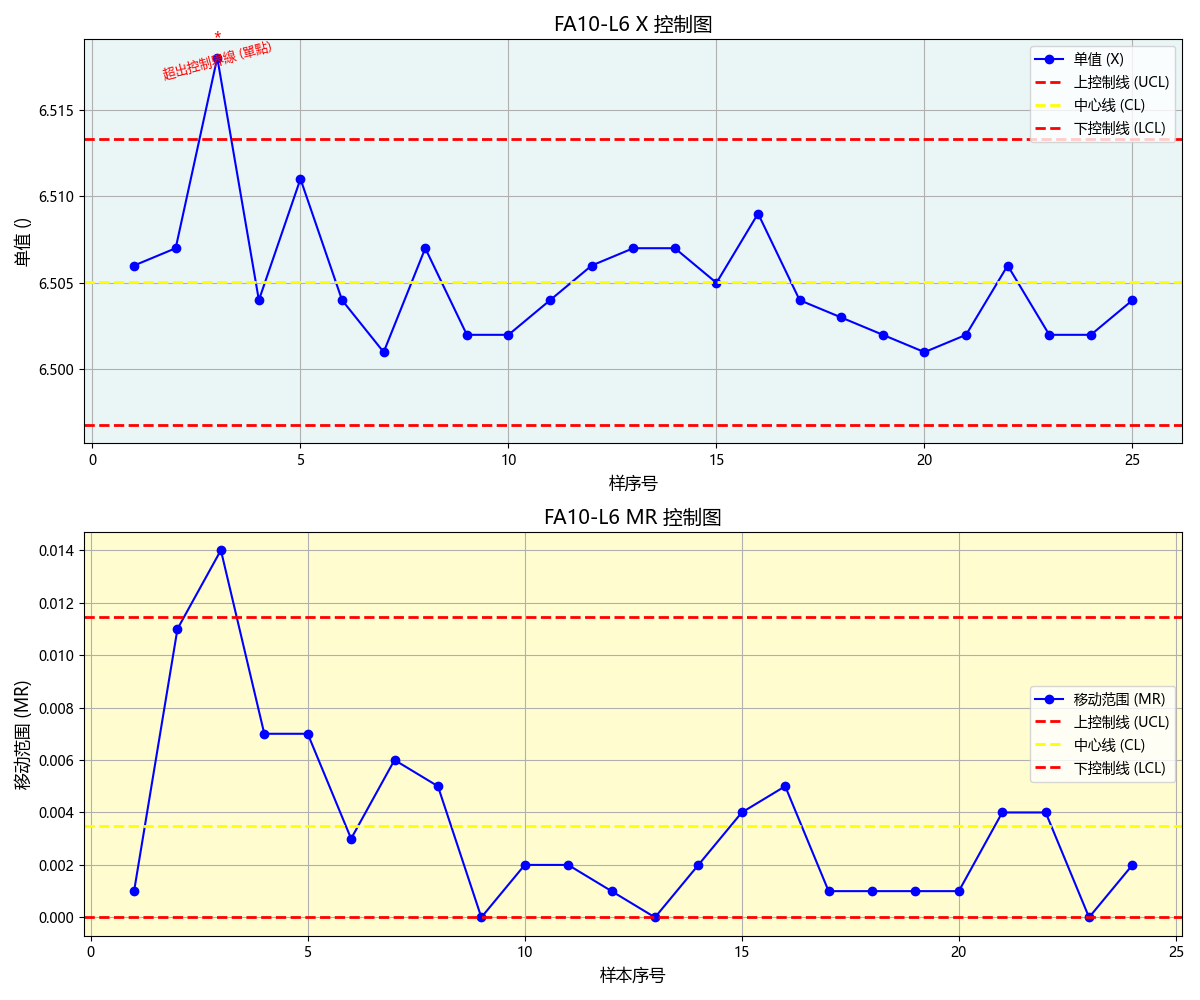 FA10-L6 X 控制图
*
超出控制界線 (單點)
单值 (X)
上控制线 (UCL)
中心线 (CL)
下控制线 (LCL)
单值 ()
6.515
6.510
6.505
6.500
0 5 10 15 20 25
样序号
FA10-L6 MR 控制图
移动范围 (MR)
0.014
0.012
0.010
0.008
0.006
0.004
0.002
0.000
移动范围 (MR)
上控制线 (UCL)
中心线 (CL)
下控制线 (LCL)
0 5 10 15 20 25
样本序号